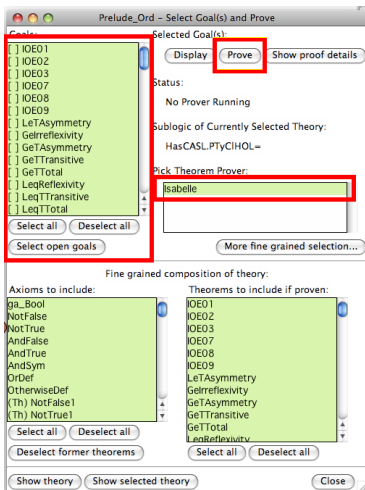 Prelude_Ord - Select Goal(s) and Prove
Goals:
[ ] IOE01
[ ] IOE02
[ ] IOE03
[ ] IOE07
[ ] IOE08
[ ] IOE09
[ ] LeTAsymmetry
[ ] GeIrreflexivity
[ ] GeTAsymmetry
[ ] GeTTransitive
[ ] GeTTotal
[ ] LeqReflexivity
[ ] LeqTTransitive
[ ] LeqTTotal
Select all
Deselect all
Select open goals
Selected Goal(s):
Display
Prove
Show proof details
Status:
No Prover Running
Sublogic of Currently Selected Theory:
HasCASL.PTyClHOL=
Pick Theorem Prover:
Isabelle
More fine grained selection...
Fine grained composition of theory:
Axioms to include:
ga_Bool
NotFalse
NotTrue
AndFalse
AndTrue
AndSym
OrDef
OtherwiseDef
(Th) NotFalse1
(Th) NotTrue1
Select all
Deselect all
Deselect former theorems
Theorems to include if proven:
IOE01
IOE02
IOE03
IOE07
IOE08
IOE09
LeTAsymmetry
GeIrreflexivity
GeTAsymmetry
GeTTransitive
GeTTotal
LeqReflexivity
Select all
Deselect all
Show theory
Show selected theory
Close